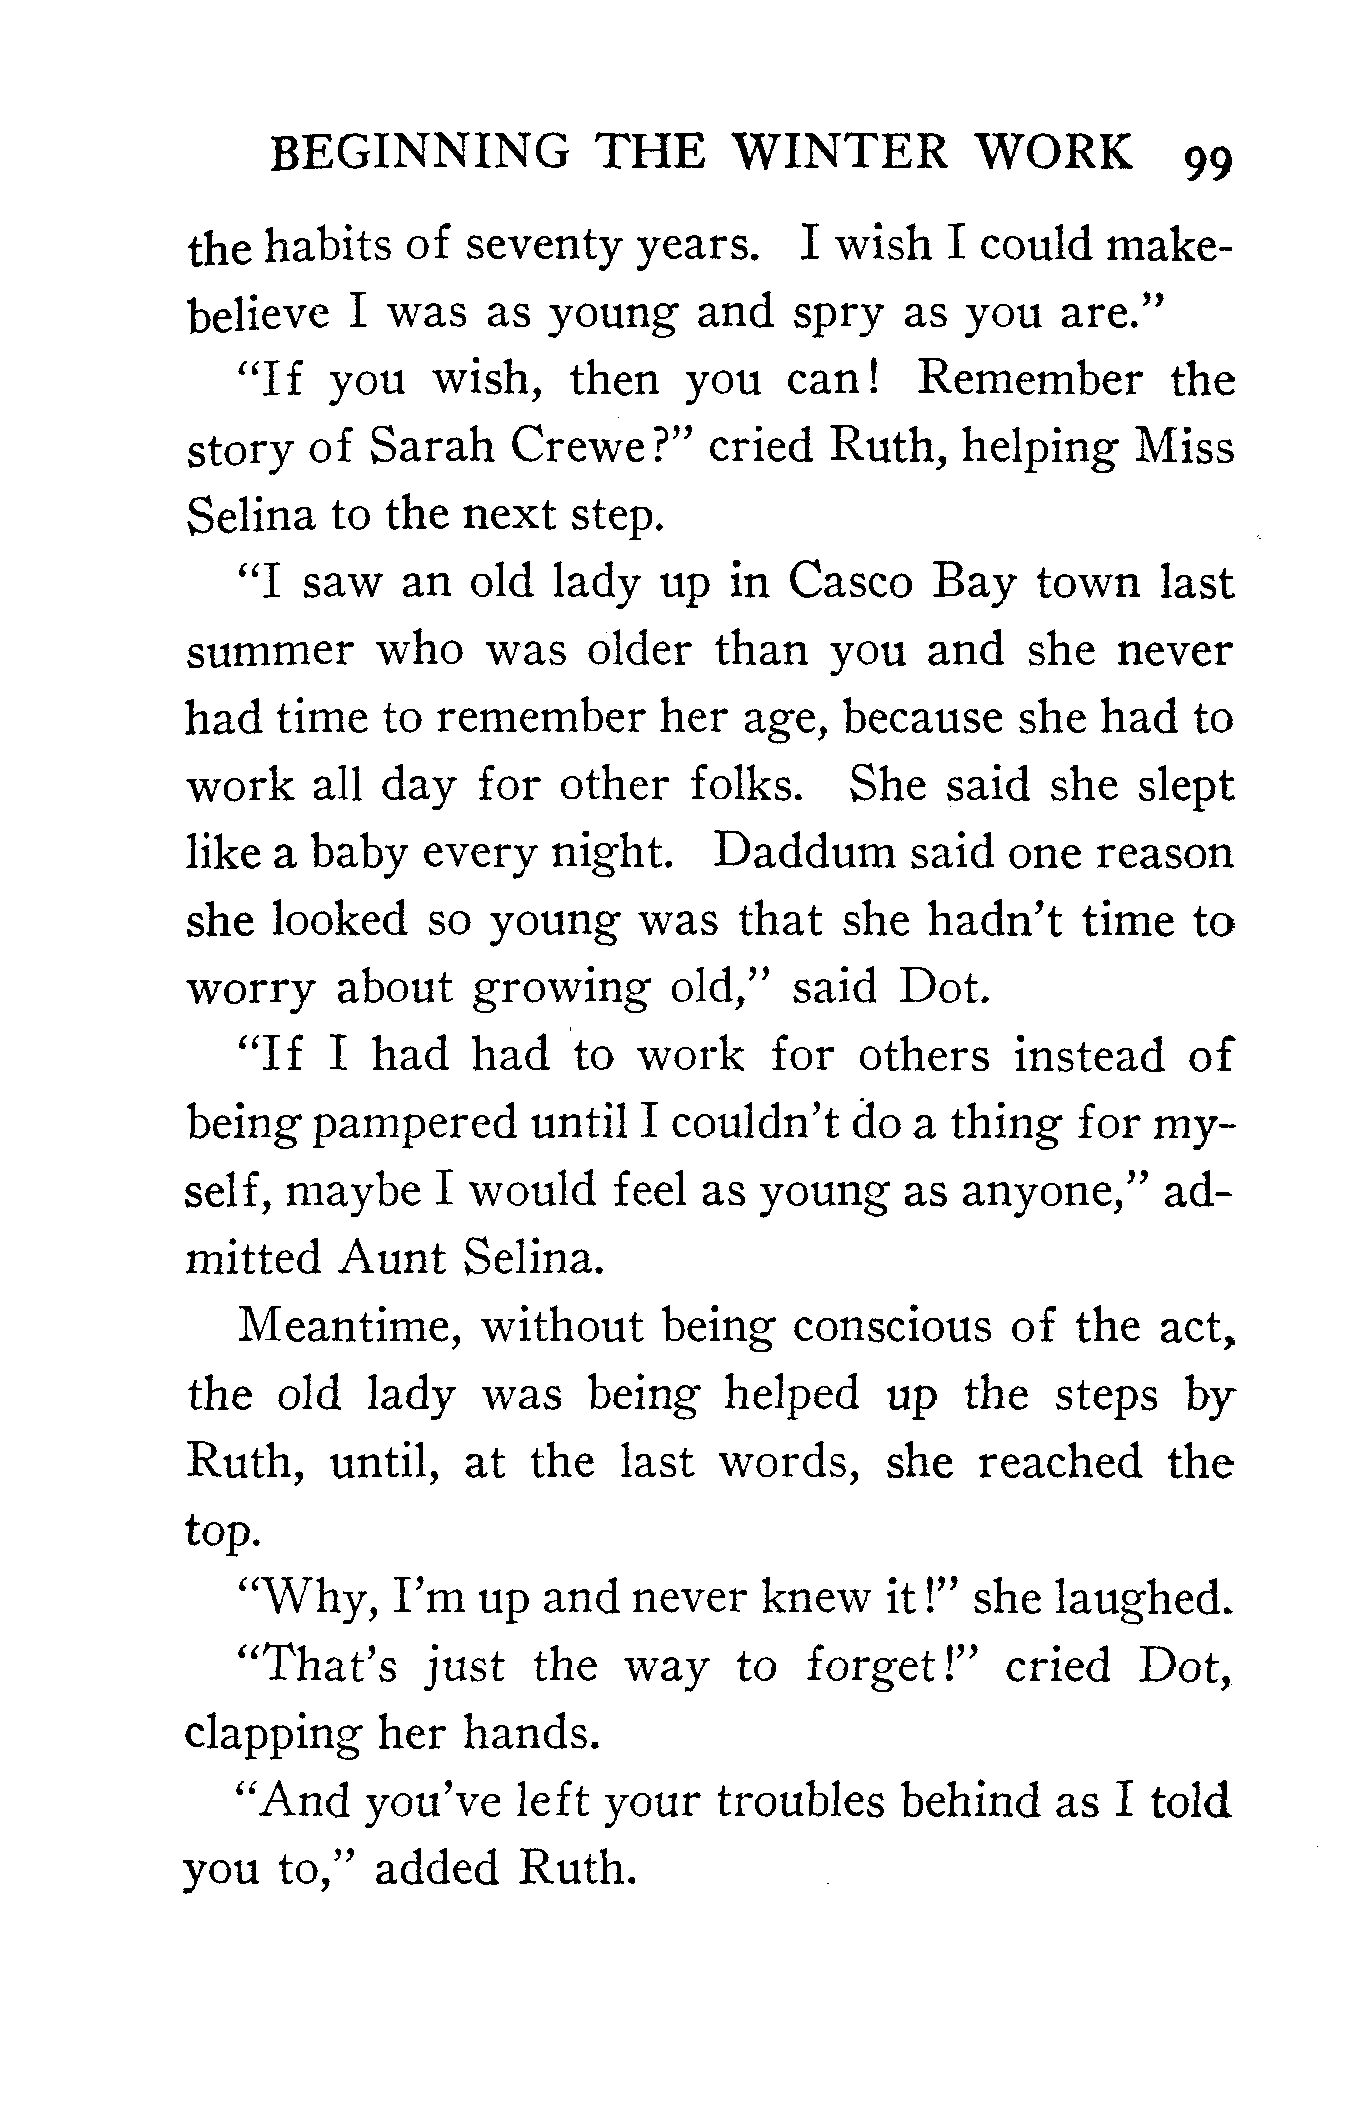 BEGINNING THE WINTER WORK 99
the habits of seventy years. I wish I could make-
believe I was as young and spry as you are.”
“If you wish, then you can! Remember the
story of Sarah Crewe?” cried Ruth, helping Miss
Selina to the next step.
“I saw an old lady up in Casco Bay town last
summer who was older than you and she never
had time to remember her age, because she had to
work all day for other folks. She said she slept
like a baby every night. Daddum said one reason
she looked so young was that she hadn’t time to
worry about growing old,” said Dot.
“If I had had to work for others instead of
being pampered until I couldn’t do a thing for my-
self, maybe I would feel as young as anyone,” ad-
mitted Aunt Selina.
Meantime, without being conscious of the act,
the old lady was being helped up the steps by
Ruth, until, at the last words, she reached the
top.
“Why, I’m up and never knew it!” she laughed.
“That’s just the way to forget!” cried Dot,
clapping her hands.
“And you’ve left your troubles behind as I told
you to,” added Ruth.